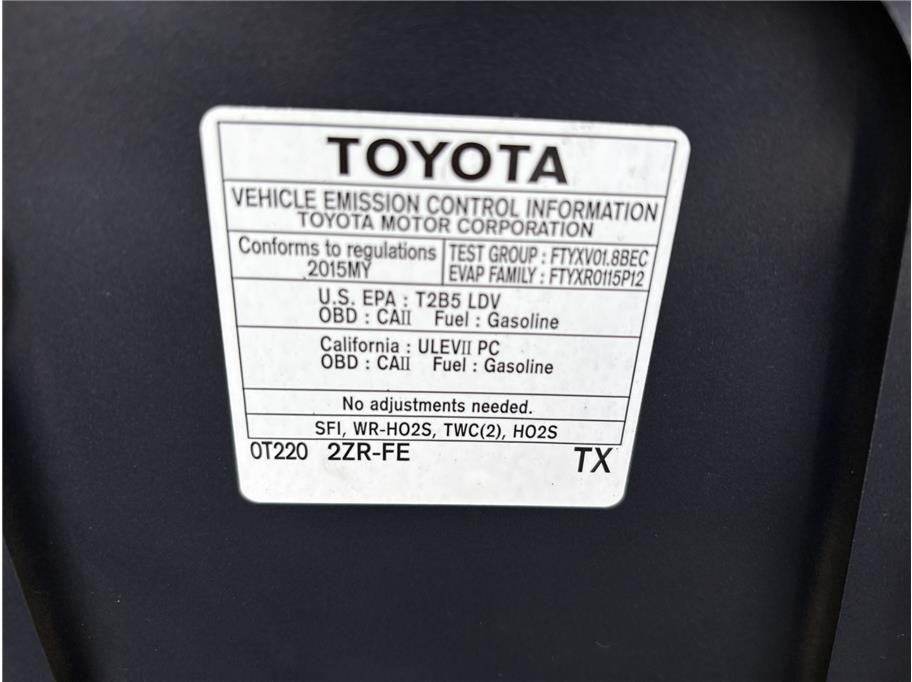 TOYOTA
VEHICLE EMISSION CONTROL INFORMATION
TOYOTA MOTOR CORPORATION
Conforms to regulations
2015MY
TEST GROUP : FTYXV01.8BEC
EVAP FAMILY : FTYXR0115P12
U.S. EPA : T2B5 LDV
OBD : CAII Fuel : Gasoline
California : ULEVII PC
OBD : CAII Fuel : Gasoline
No adjustments needed.
SFI, WR-HO2S, TWC(2), HO2S
0T220 2ZR-FE TX